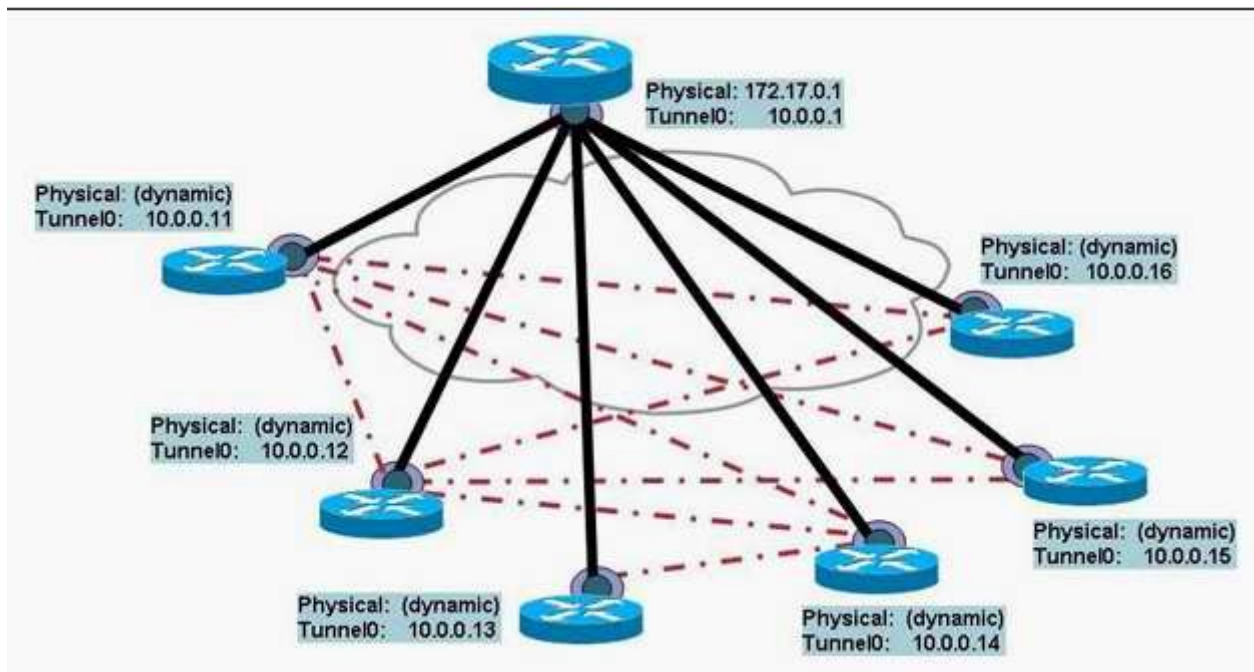 Physical: 172.17.0.1
Tunnel0: 10.0.0.1
Physical: (dynamic)
Tunnel0: 10.0.0.11
Physical: (dynamic)
Tunnel0: 10.0.0.16
Physical: (dynamic)
Tunnel0: 10.0.0.12
Physical: (dynamic)
Tunnel0: 10.0.0.15
Physical: (dynamic)
Tunnel0: 10.0.0.13
Physical: (dynamic)
Tunnel0: 10.0.0.14